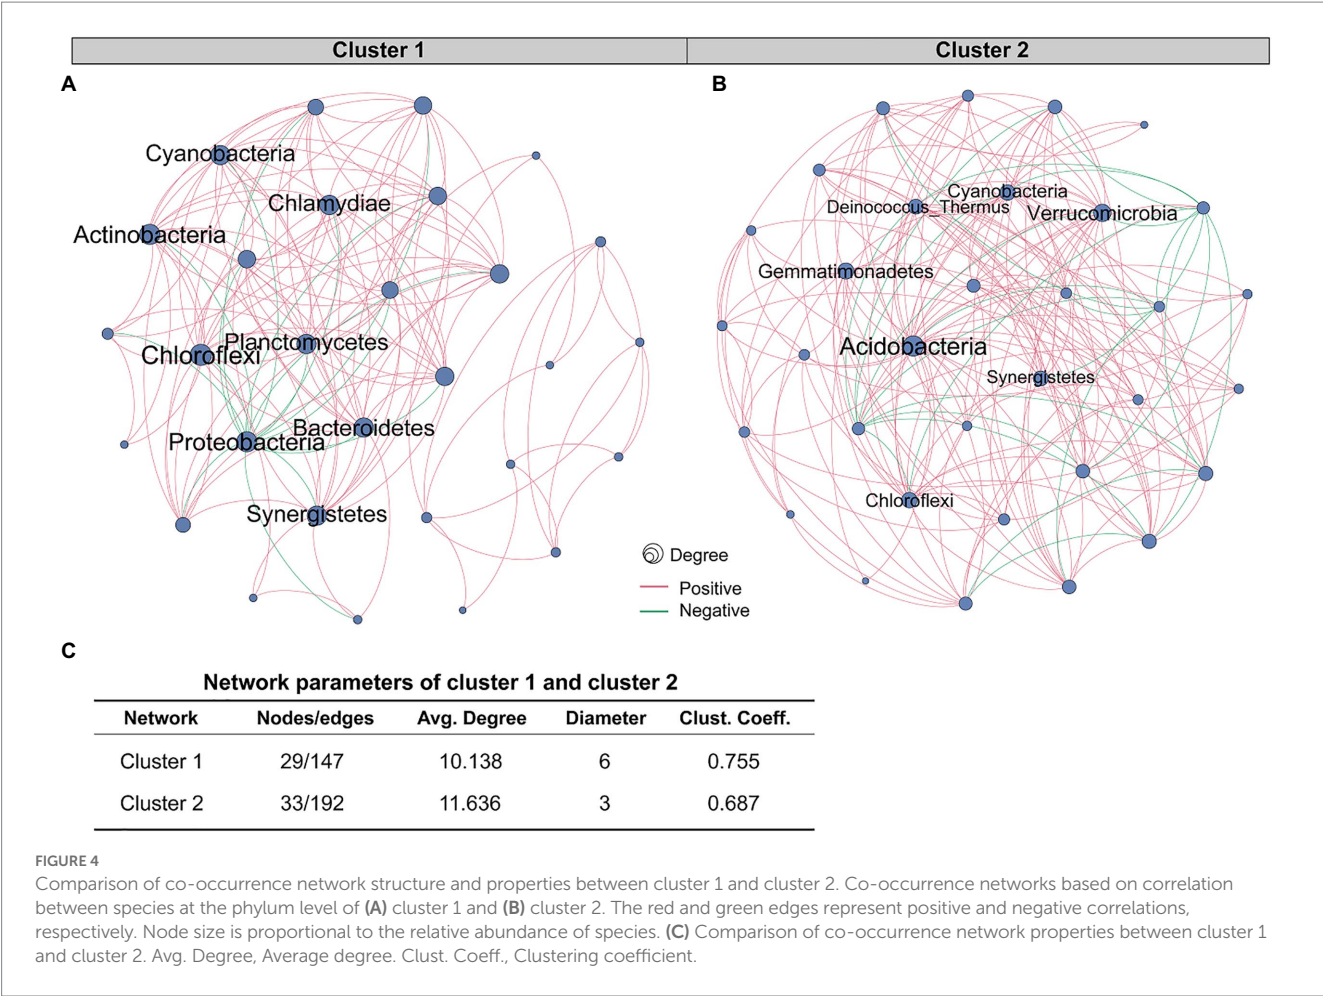 Cluster 1
Cluster 2
A
Cyanobacteria
Chlamydiae
Actinobacteria
Planctomycetes
Chloroflexi
Bacteroidetes
Proteobacteria
Synergistetes
B
Cyanobacteria
Deinococcus_Thermus
Verrucomicrobia
Gemmatimonadetes
Acidobacteria
Synergistetes
Chloroflexi
Degree
Positive
Negative
C
Network parameters of cluster 1 and cluster 2
Network Nodes/edges Avg. Degree Diameter Clust. Coeff.
Cluster 1 29/147 10.138 6 0.755
Cluster 2 33/192 11.636 3 0.687
FIGURE 4
Comparison of co-occurrence network structure and properties between cluster 1 and cluster 2. Co-occurrence networks based on correlation
between species at the phylum level of (A) cluster 1 and (B) cluster 2. The red and green edges represent positive and negative correlations,
respectively. Node size is proportional to the relative abundance of species. (C) Comparison of co-occurrence network properties between cluster 1
and cluster 2. Avg. Degree, Average degree. Clust. Coeff., Clustering coefficient.